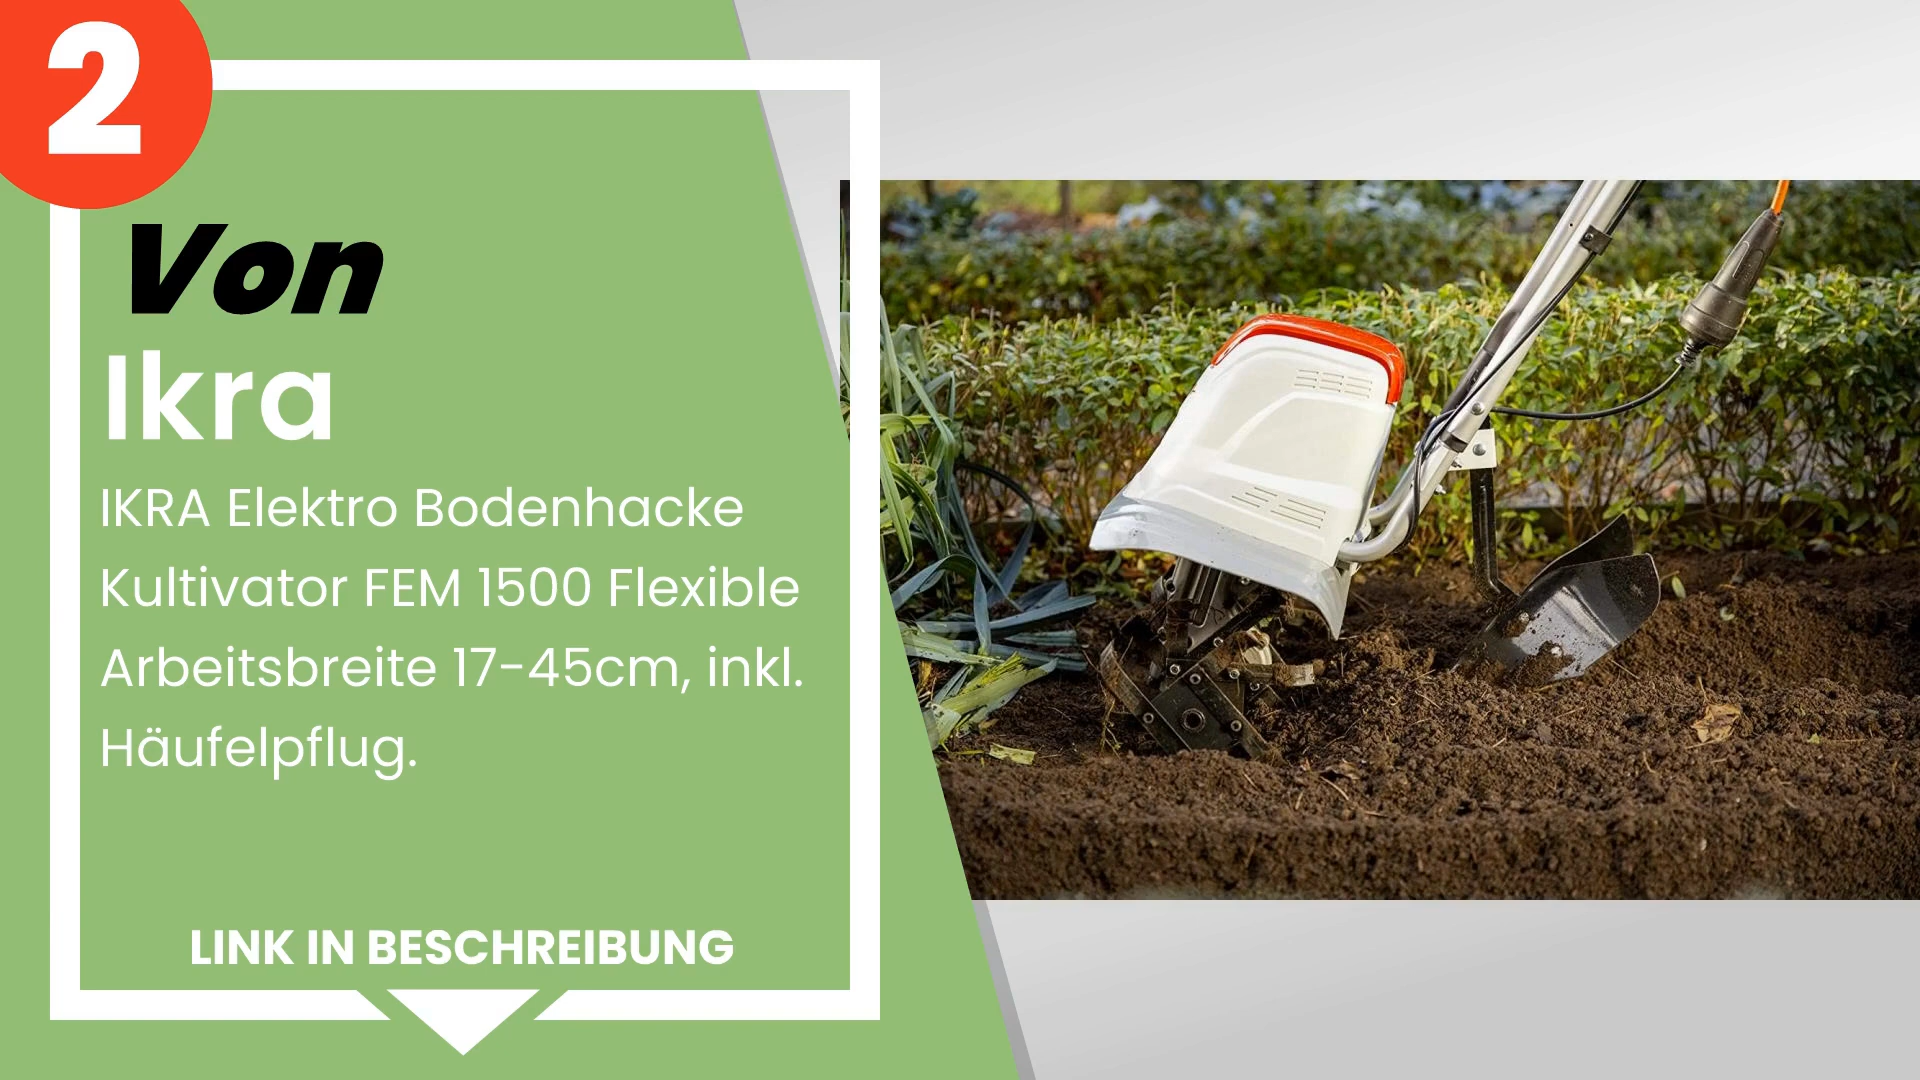 2
Von
Ikra
IKRA Elektro Bodenhacke
Kultivator FEM 1500 Flexible
Arbeitsbreite 17-45cm, inkl.
Häufelpflug.
LINK IN BESCHREIBUNG